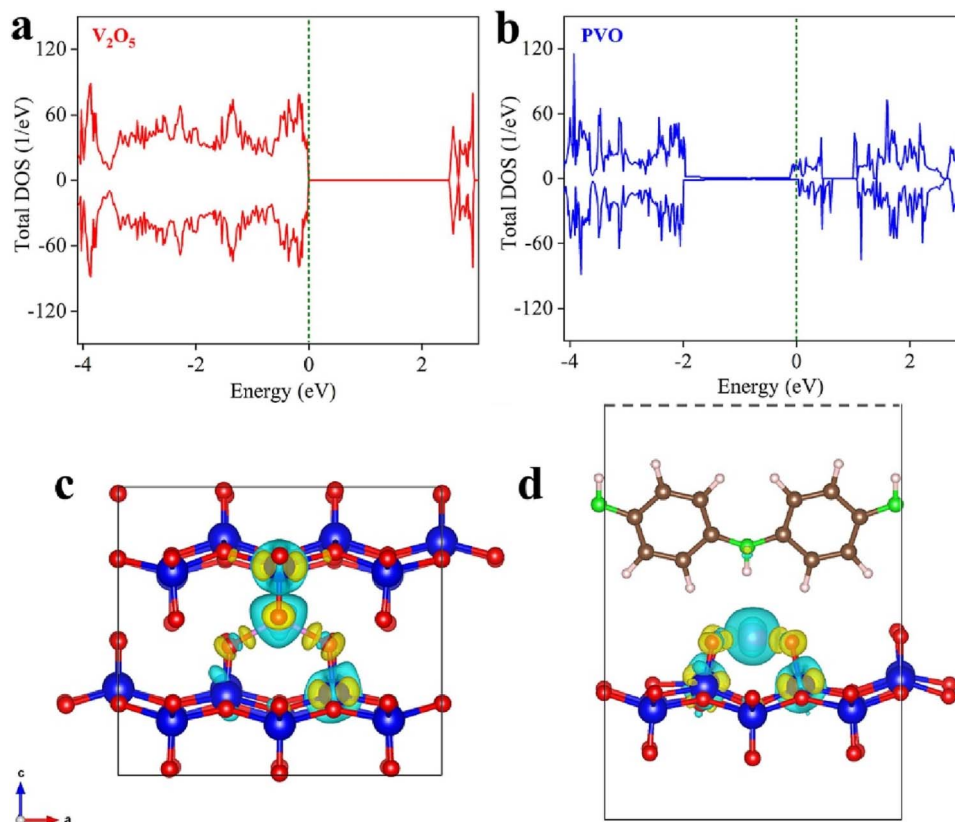 a
V₂O₅
Total DOS (1/eV)
120
60
0
-60
-120
-4
-2
0
2
Energy (eV)
b
PVO
Total DOS (1/eV)
120
60
0
-60
-120
-4
-2
0
2
Energy (eV)
c
d
c
a